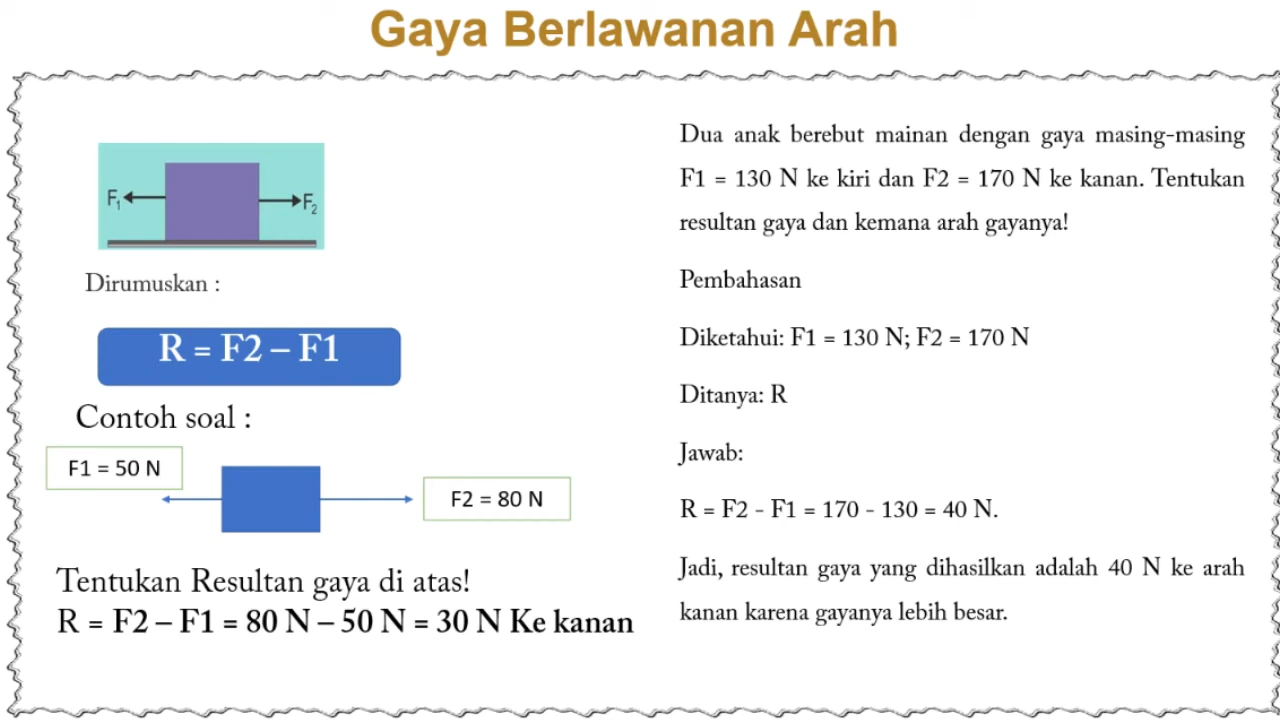 Gaya Berlawanan Arah
F1
F2
Dirumuskan :
R = F2 – F1
Contoh soal :
F1 = 50 N
F2 = 80 N
Tentukan Resultan gaya di atas!
R = F2 – F1 = 80 N – 50 N = 30 N Ke kanan
Dua anak berebut mainan dengan gaya masing-masing
F1 = 130 N ke kiri dan F2 = 170 N ke kanan. Tentukan
resultan gaya dan kemana arah gayanya!
Pembahasan
Diketahui: F1 = 130 N; F2 = 170 N
Ditanya: R
Jawab:
R = F2 - F1 = 170 - 130 = 40 N.
Jadi, resultan gaya yang dihasilkan adalah 40 N ke arah
kanan karena gayanya lebih besar.